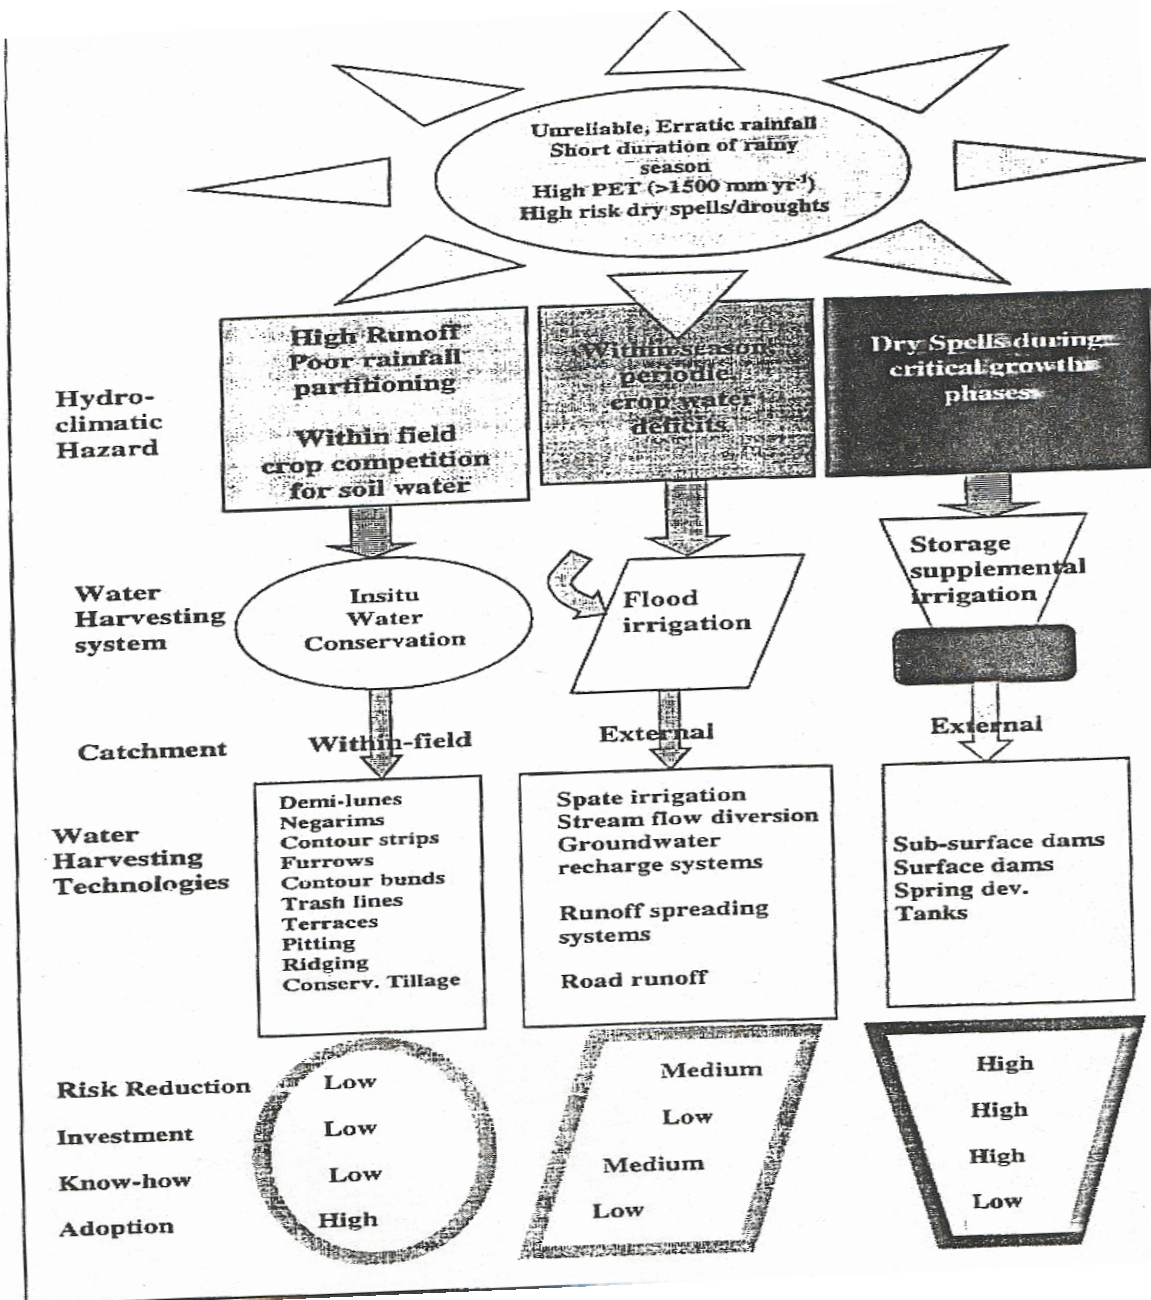 Unreliable, Erratic rainfall
Short duration of rainy
season
High PET (>1500 mm yr⁻¹)
High risk dry spells/droughts
Hydro-
climatic
Hazard
High Runoff
Poor rainfall
partitioning
Within field
crop competition
for soil water
Within season
periodic
crop water
deficits
Dry Spells during
critical growth
phases
Water
Harvesting
system
Insitu
Water
Conservation
Flood
irrigation
Storage
supplemental
irrigation
Catchment
Within-field
External
External
Water
Harvesting
Technologies
Demi-lunes
Negarims
Contour strips
Furrows
Contour bunds
Trash lines
Terraces
Pitting
Ridging
Conserv. Tillage
Spate irrigation
Stream flow diversion
Groundwater
recharge systems
Runoff spreading
systems
Road runoff
Sub-surface dams
Surface dams
Spring dev.
Tanks
Risk Reduction
Low
Medium
High
Investment
Low
Low
High
Know-how
Low
Medium
High
Adoption
High
Low
Low